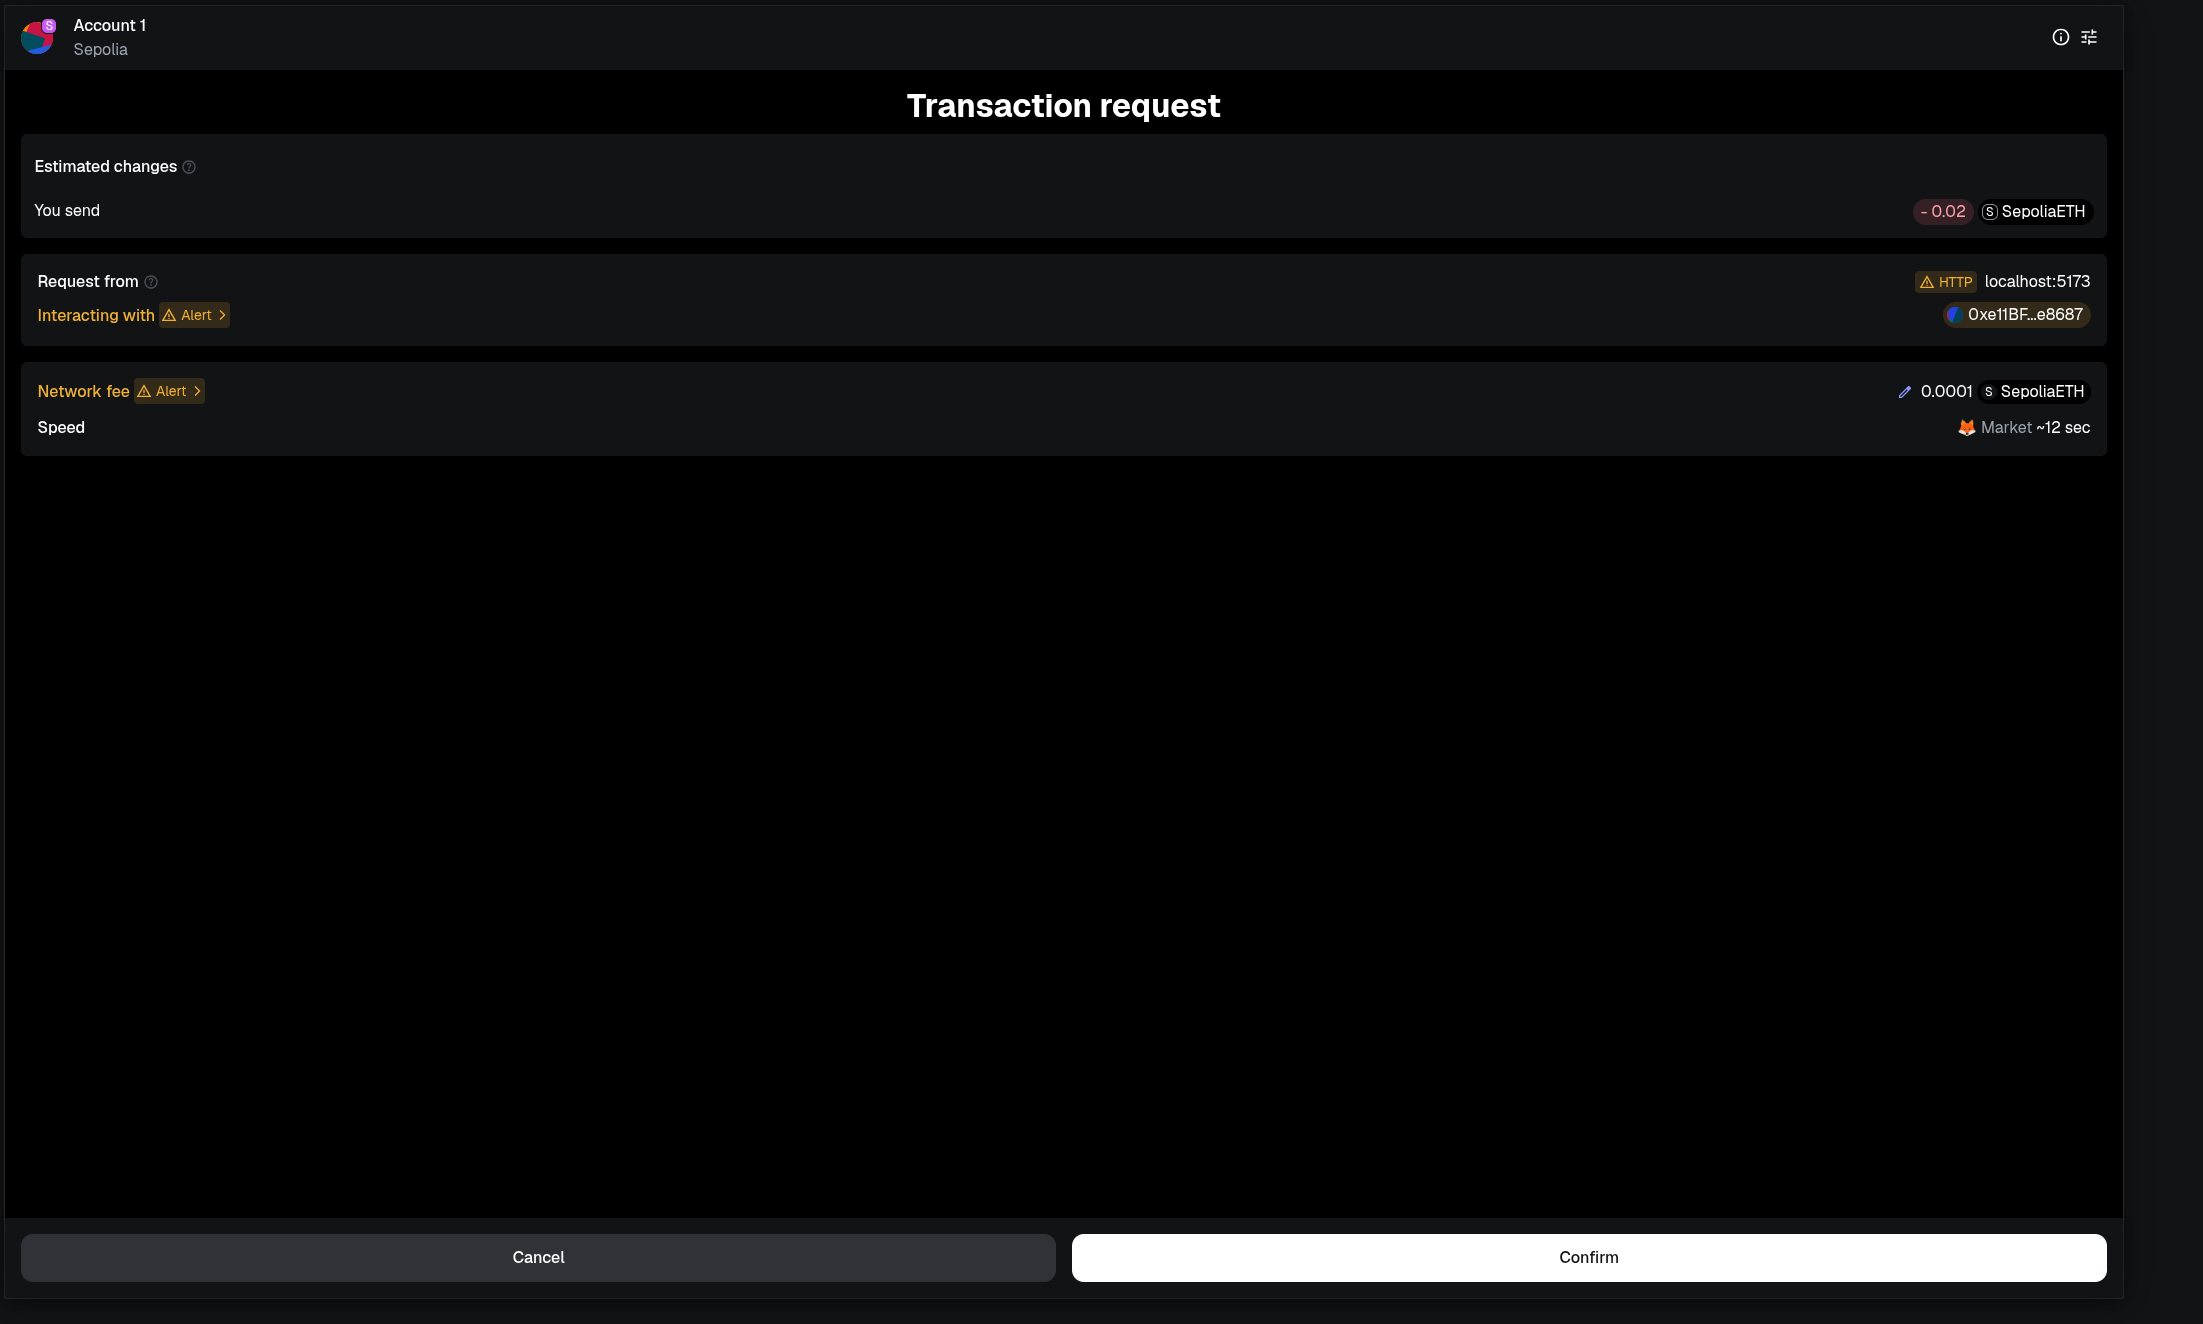 S
Account 1
Sepolia
Transaction request
Estimated changes
You send
- 0.02 S SepoliaETH
Request from
HTTP localhost:5173
Interacting with Alert
0xe11BF...e8687
Network fee Alert
0.0001 S SepoliaETH
Speed
Market ~12 sec
Cancel
Confirm